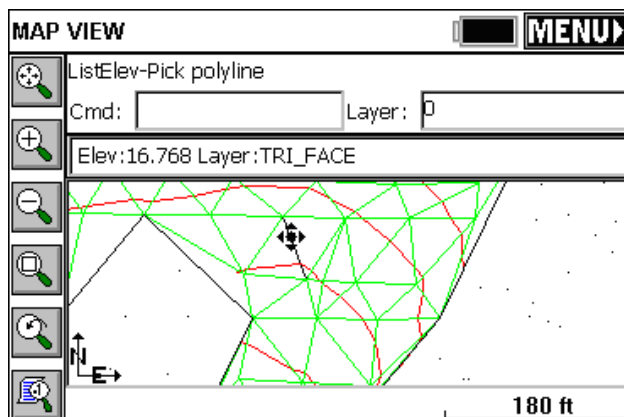 MAP VIEW
MENU
ListElev-Pick polyline
Cmd:
Layer: 0
Elev:16.768 Layer:TRI_FACE
N
E
180 ft